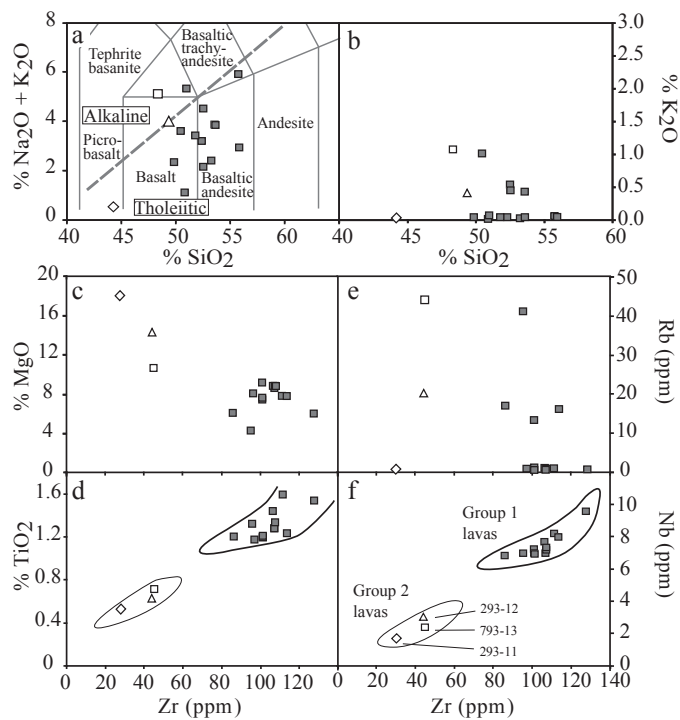 8
6
4
2
0
% Na2O + K2O
a
Tephrite
basanite
Basaltic
trachy-
andesite
Alkaline
Picro-
basalt
Basalt
Basaltic
andesite
Andesite
Tholeiitic
40 45 50 55 60
% SiO2
b
3.0
2.5
2.0
1.5
1.0
0.5
0.0
% K2O
40 45 50 55 60
% SiO2
20
16
12
8
4
0
% MgO
c
e
50
40
30
20
10
0
Rb (ppm)
1.6
1.2
0.8
0.4
0
% TiO2
d
0 20 40 60 80 100 120
Zr (ppm)
f
Group 1
lavas
Group 2
lavas
293-12
793-13
293-11
10
8
6
4
2
0
Nb (ppm)
0 20 40 60 80 100 120 140
Zr (ppm)